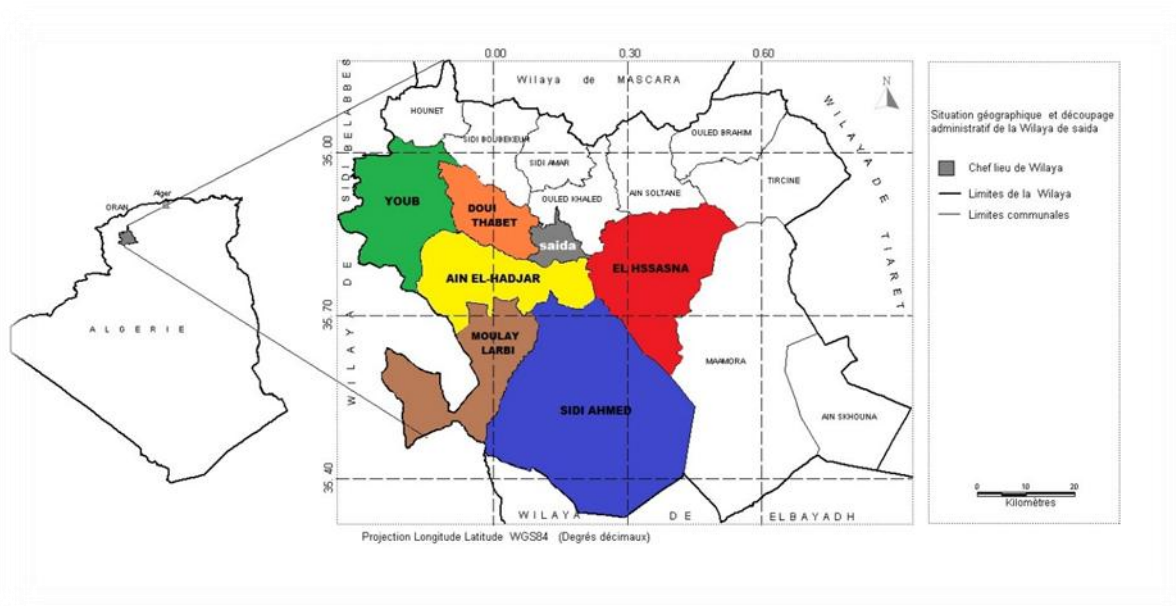 0.00 0.30 0.60
Wilaya de MASCARA
WILAYA DE SIDI BELABBES
WILAYA DE TIARET
N
HOUNET
SIDI BOUBEKEUR
OULED BRAHIM
SIDI AMAR
TIRCINE
AIN SOLTANE
OULED KHALED
YOUB
DOUI
THABET
saida
EL HSSASNA
AIN EL-HADJAR
MOULAY
LARBI
MAAMORA
SIDI AHMED
AIN SKHOUNA
35.00
35.70
35.40
WILAYA DE ELBAYADH
Projection Longitude Latitude WGS84 (Degrés décimaux)
Alger
ORAN
ALGERIE
Situation géographique et découpage
administratif de la Wilaya de saida
Chef lieu de Wilaya
Limites de la Wilaya
Limites communales
0 10 20
Kilomètres